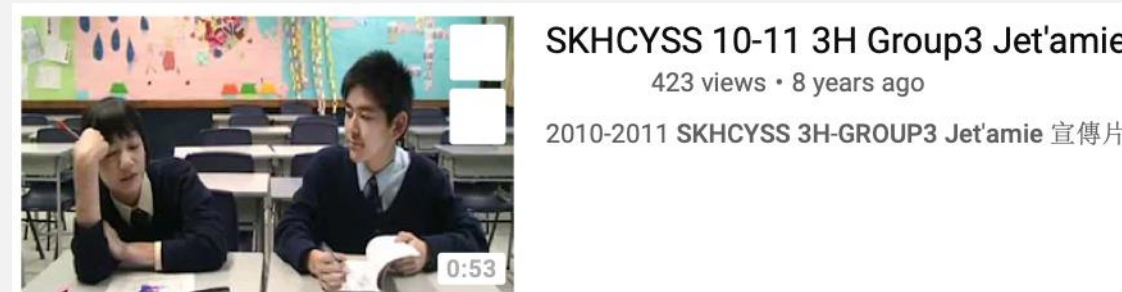 SKHCYSS 10-11 3H Group3 Jet'amie
423 views • 8 years ago
2010-2011 SKHCYSS 3H-GROUP3 Jet'amie 宣傳片
0:53